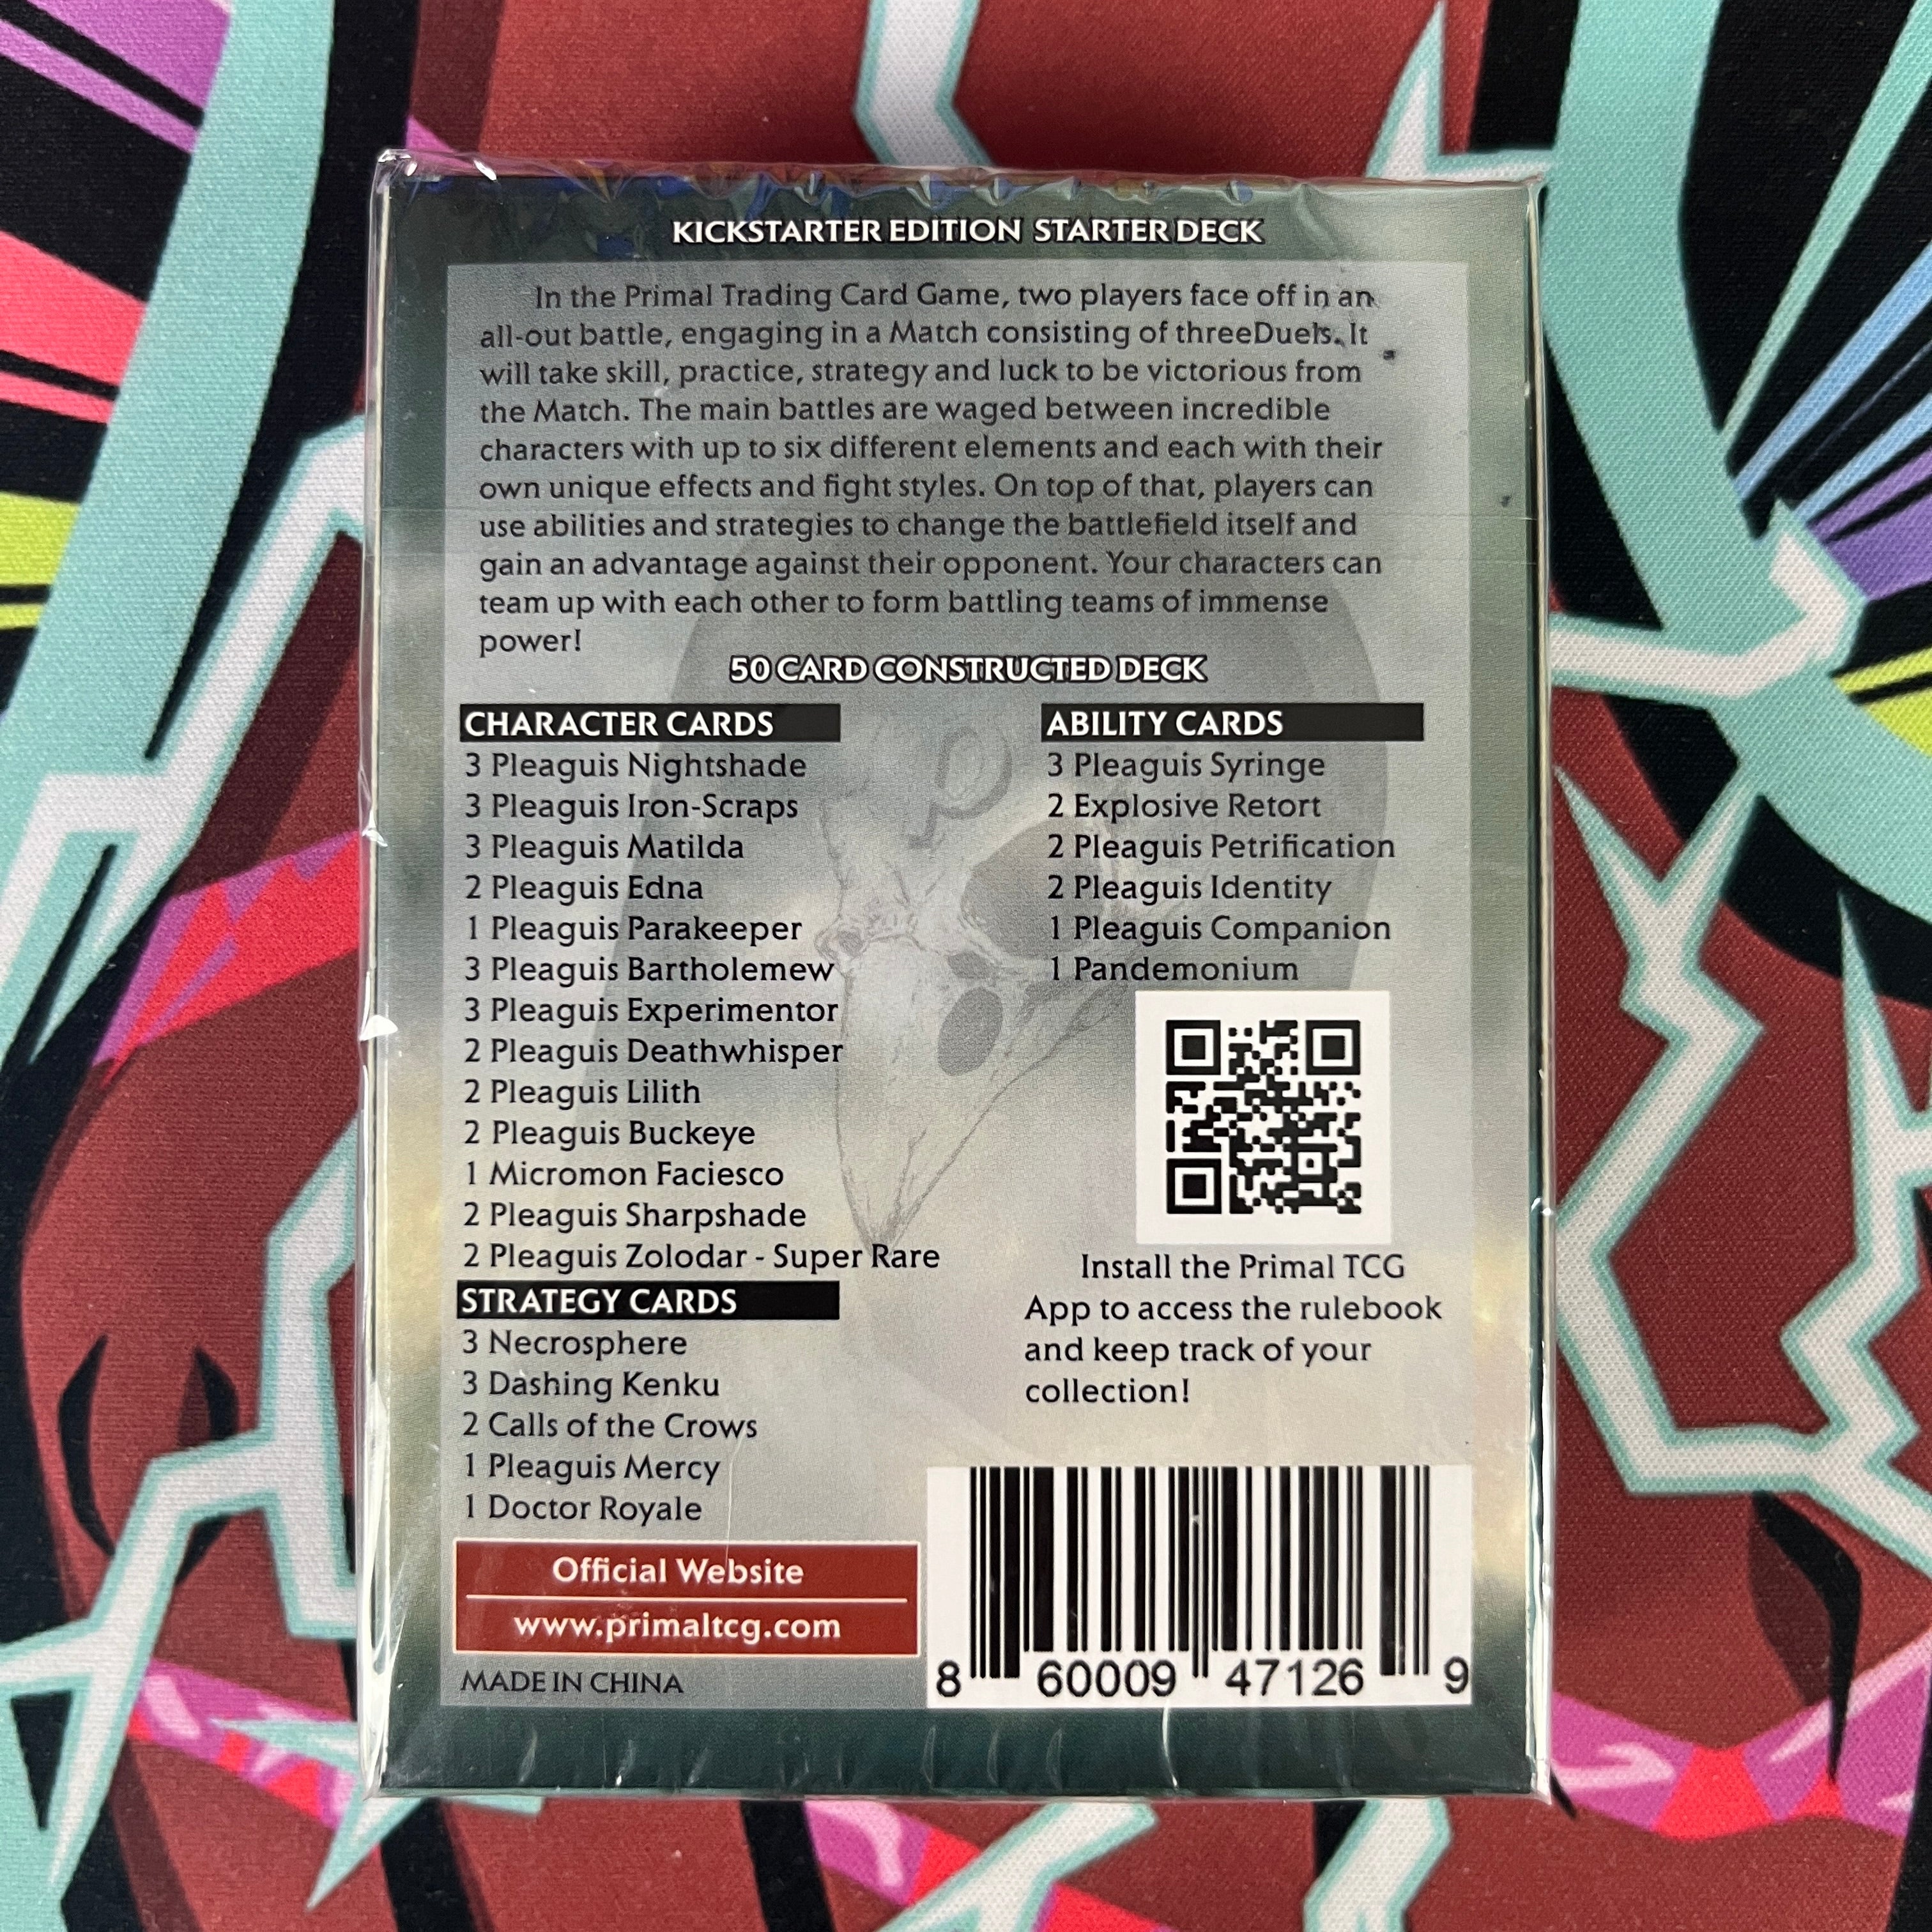 KICKSTARTER EDITION STARTER DECK
In the Primal Trading Card Game, two players face off in an
all-out battle, engaging in a Match consisting of threeDuels. It
will take skill, practice, strategy and luck to be victorious from
the Match. The main battles are waged between incredible
characters with up to six different elements and each with their
own unique effects and fight styles. On top of that, players can
use abilities and strategies to change the battlefield itself and
gain an advantage against their opponent. Your characters can
team up with each other to form battling teams of immense
power!
50 CARD CONSTRUCTED DECK
CHARACTER CARDS
3 Pleaguis Nightshade
3 Pleaguis Iron-Scraps
3 Pleaguis Matilda
2 Pleaguis Edna
1 Pleaguis Parakeeper
3 Pleaguis Bartholemew
3 Pleaguis Experimentor
2 Pleaguis Deathwhisper
2 Pleaguis Lilith
2 Pleaguis Buckeye
1 Micromon Faciesco
2 Pleaguis Sharpshade
2 Pleaguis Zolodar - Super Rare
STRATEGY CARDS
3 Necrosphere
3 Dashing Kenku
2 Calls of the Crows
1 Pleaguis Mercy
1 Doctor Royale
ABILITY CARDS
3 Pleaguis Syringe
2 Explosive Retort
2 Pleaguis Petrification
2 Pleaguis Identity
1 Pleaguis Companion
1 Pandemonium
Install the Primal TCG
App to access the rulebook
and keep track of your
collection!
Official Website
www.primaltcg.com
MADE IN CHINA
8 60009 47126 9